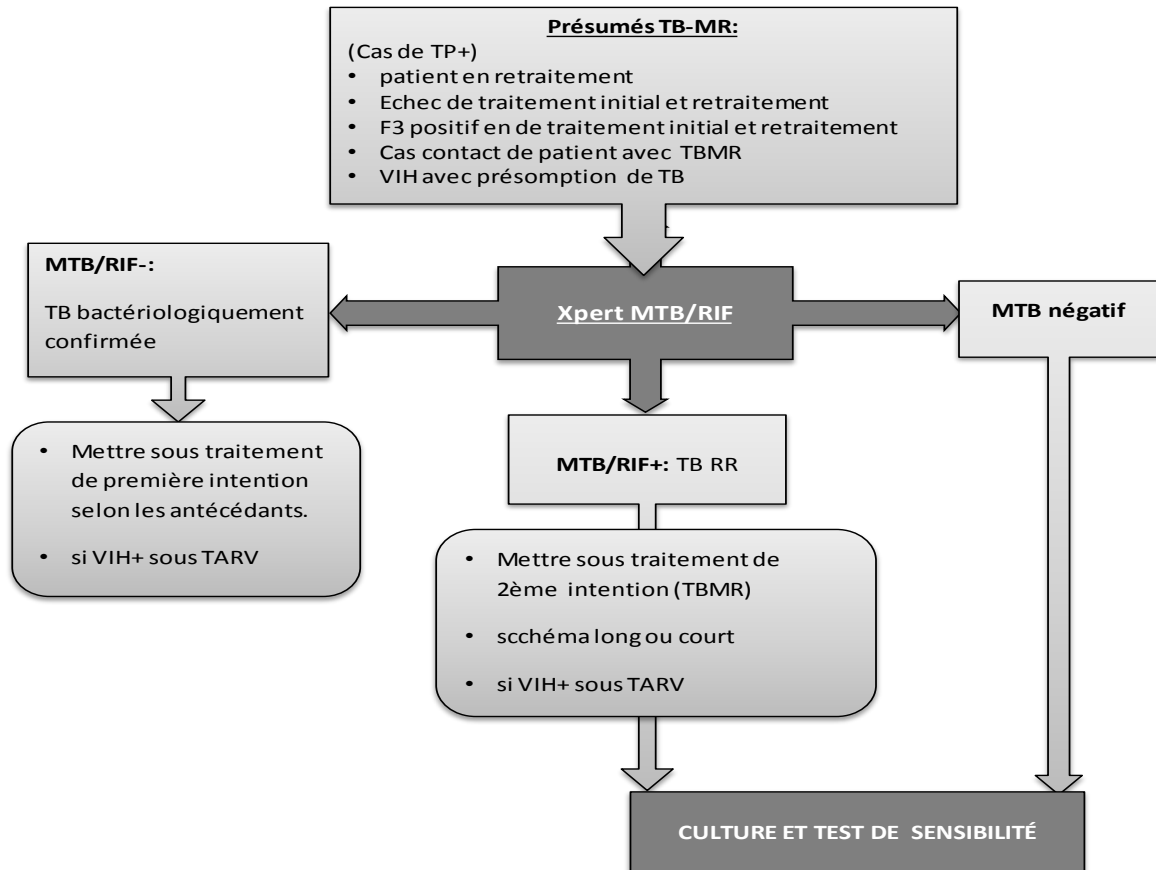 Présumés TB-MR:
(Cas de TP+)
• patient en retraitement
• Echec de traitement initial et retraitement
• F3 positif en de traitement initial et retraitement
• Cas contact de patient avec TBMR
• VIH avec présomption de TB
MTB/RIF-:
TB bactériologiquement
confirmée
Xpert MTB/RIF
MTB négatif
• Mettre sous traitement
de première intention
selon les antécédants.
• si VIH+ sous TARV
MTB/RIF+: TB RR
• Mettre sous traitement de
2ème intention (TBMR)
• scchéma long ou court
• si VIH+ sous TARV
CULTURE ET TEST DE SENSIBILITÉ